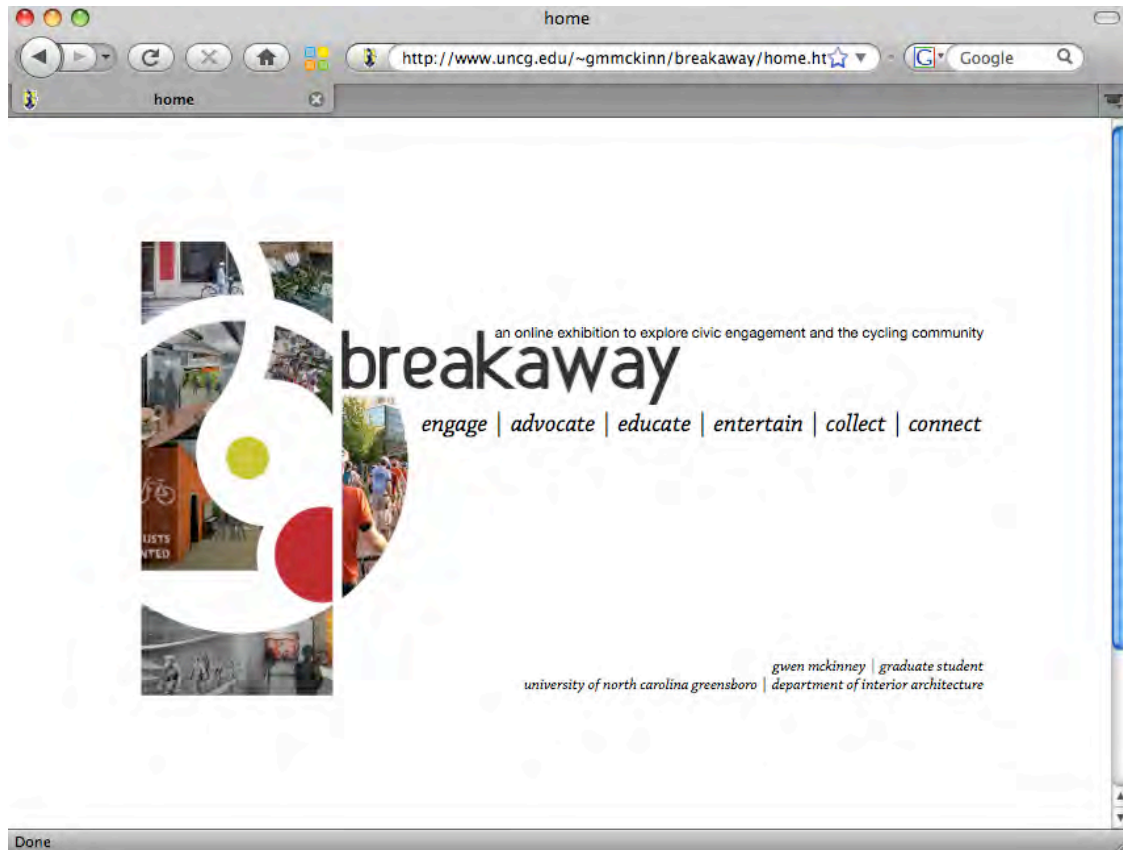 home
http://www.uncg.edu/~gmmckinn/breakaway/home.ht
G Google
home
an online exhibition to explore civic engagement and the cycling community
breakaway
engage | advocate | educate | entertain | collect | connect
gwen mckinney | graduate student
university of north carolina greensboro | department of interior architecture
Done